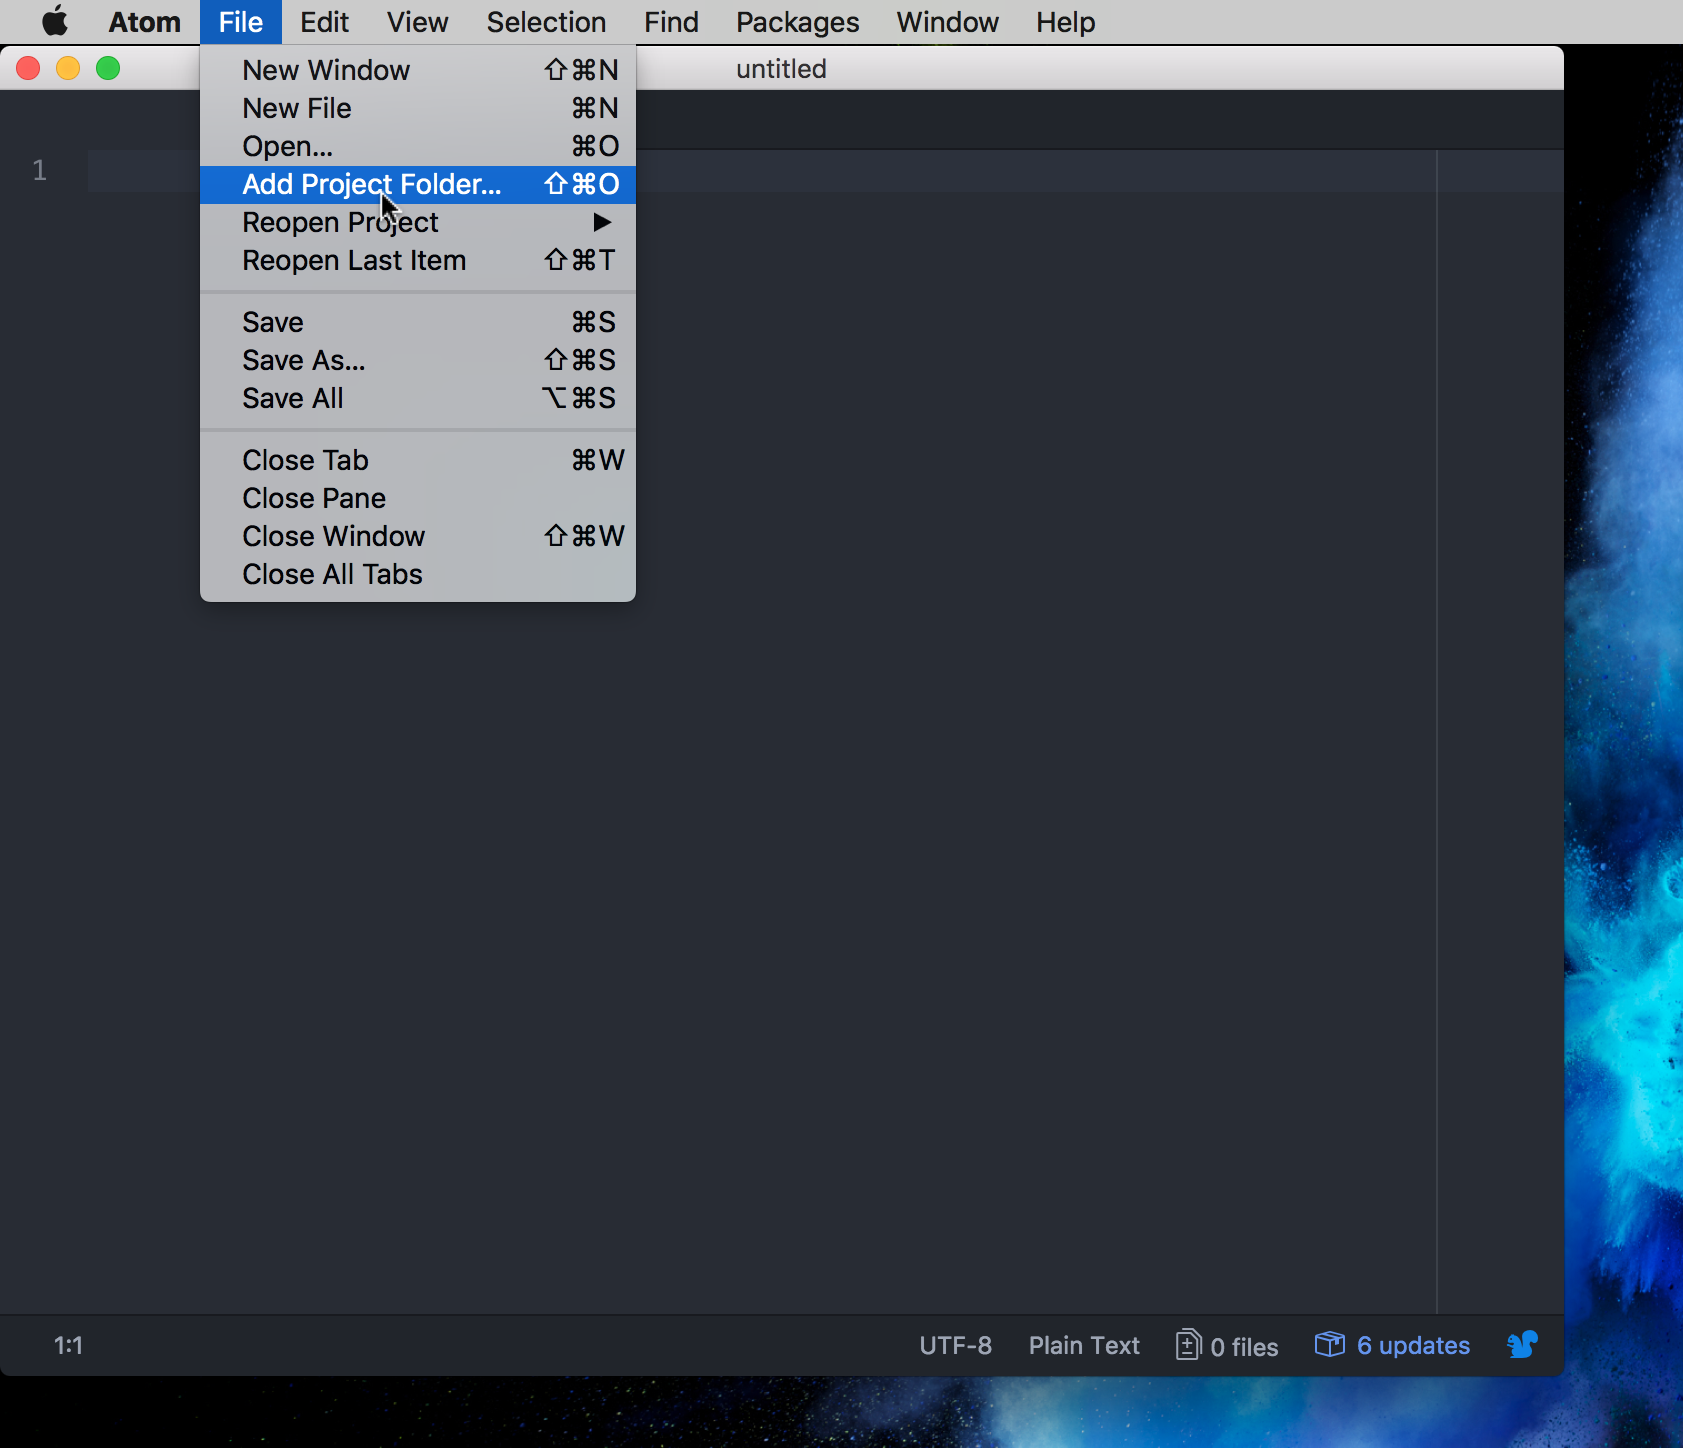 Atom File Edit View Selection Find Packages Window Help
untitled
New Window ⇧⌘N
New File ⌘N
Open... ⌘O
Add Project Folder... ⇧⌘O
Reopen Project ▶
Reopen Last Item ⇧⌘T
Save ⌘S
Save As... ⇧⌘S
Save All ⌥⌘S
Close Tab ⌘W
Close Pane
Close Window ⇧⌘W
Close All Tabs
1
1:1 UTF-8 Plain Text 0 files 6 updates